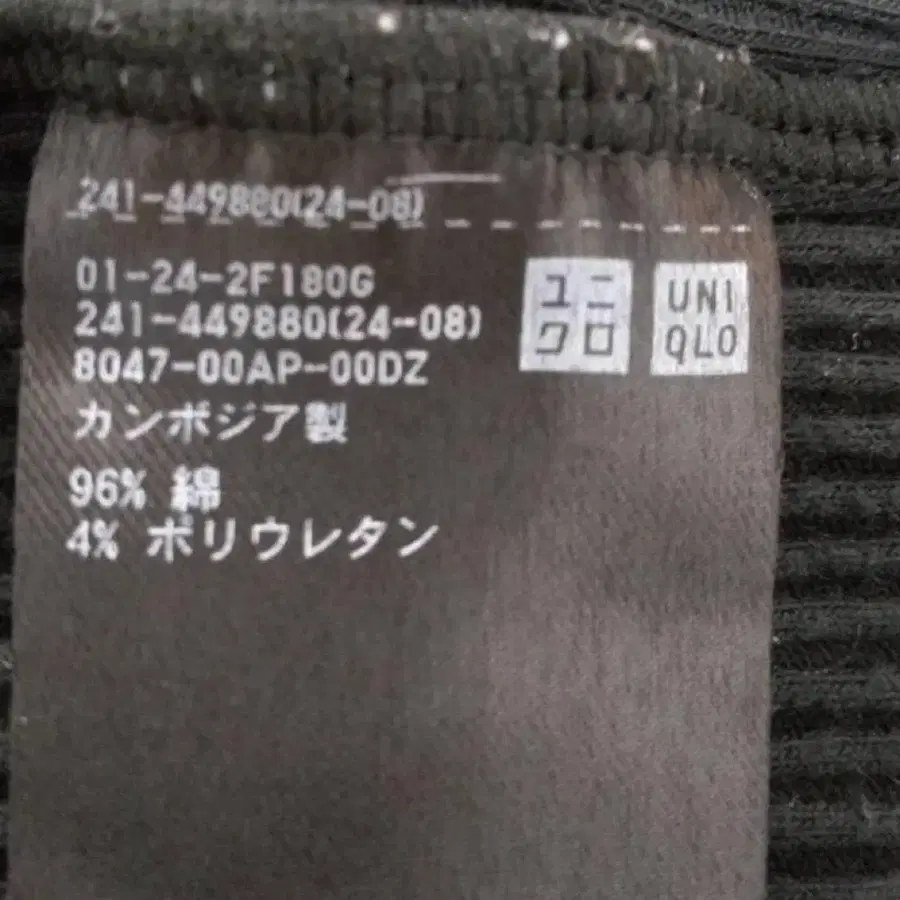 241-449880(24-08)
01-24-2F180G
241-449880(24-08)
8047-00AP-00DZ
カンボジア製
96% 綿
4% ポリウレタン
ユニ
クロ
UNI
QLO